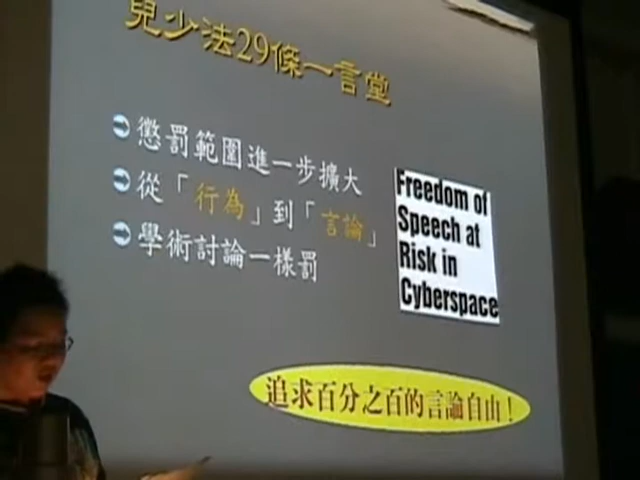 兒少法29條一言堂
懲罰範圍進一步擴大
從「行為」到「言論」
學術討論一樣罰
Freedom of
Speech at
Risk in
Cyberspace
追求百分之百的言論自由!